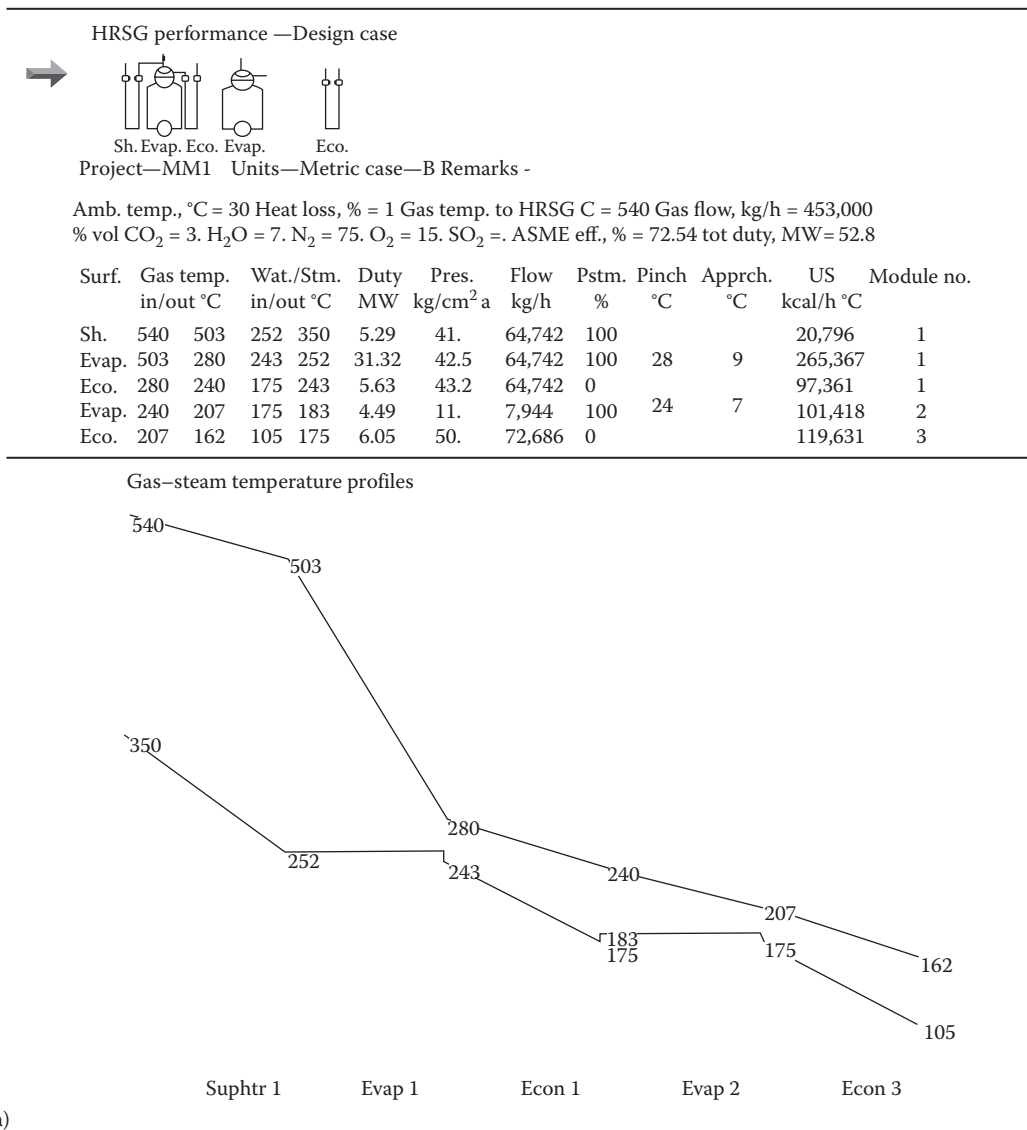 HRSG performance —Design case
Sh. Evap. Eco. Evap. Eco.
Project—MM1 Units—Metric case—B Remarks -
Amb. temp., °C = 30 Heat loss, % = 1 Gas temp. to HRSG C = 540 Gas flow, kg/h = 453,000
% vol CO₂ = 3. H₂O = 7. N₂ = 75. O₂ = 15. SO₂ =. ASME eff., % = 72.54 tot duty, MW= 52.8
Surf. Gas temp. Wat./Stm. Duty Pres. Flow Pstm. Pinch Apprch. US Module no.
in/out °C in/out °C MW kg/cm² a kg/h % °C °C kcal/h °C
Sh. 540 503 252 350 5.29 41. 64,742 100 20,796 1
Evap. 503 280 243 252 31.32 42.5 64,742 100 28 9 265,367 1
Eco. 280 240 175 243 5.63 43.2 64,742 0 97,361 1
Evap. 240 207 175 183 4.49 11. 7,944 100 24 7 101,418 2
Eco. 207 162 105 175 6.05 50. 72,686 0 119,631 3
Gas–steam temperature profiles
540
503
350
280
252
243
240
207
183
175
175
162
105
Suphtr 1 Evap 1 Econ 1 Evap 2 Econ 3